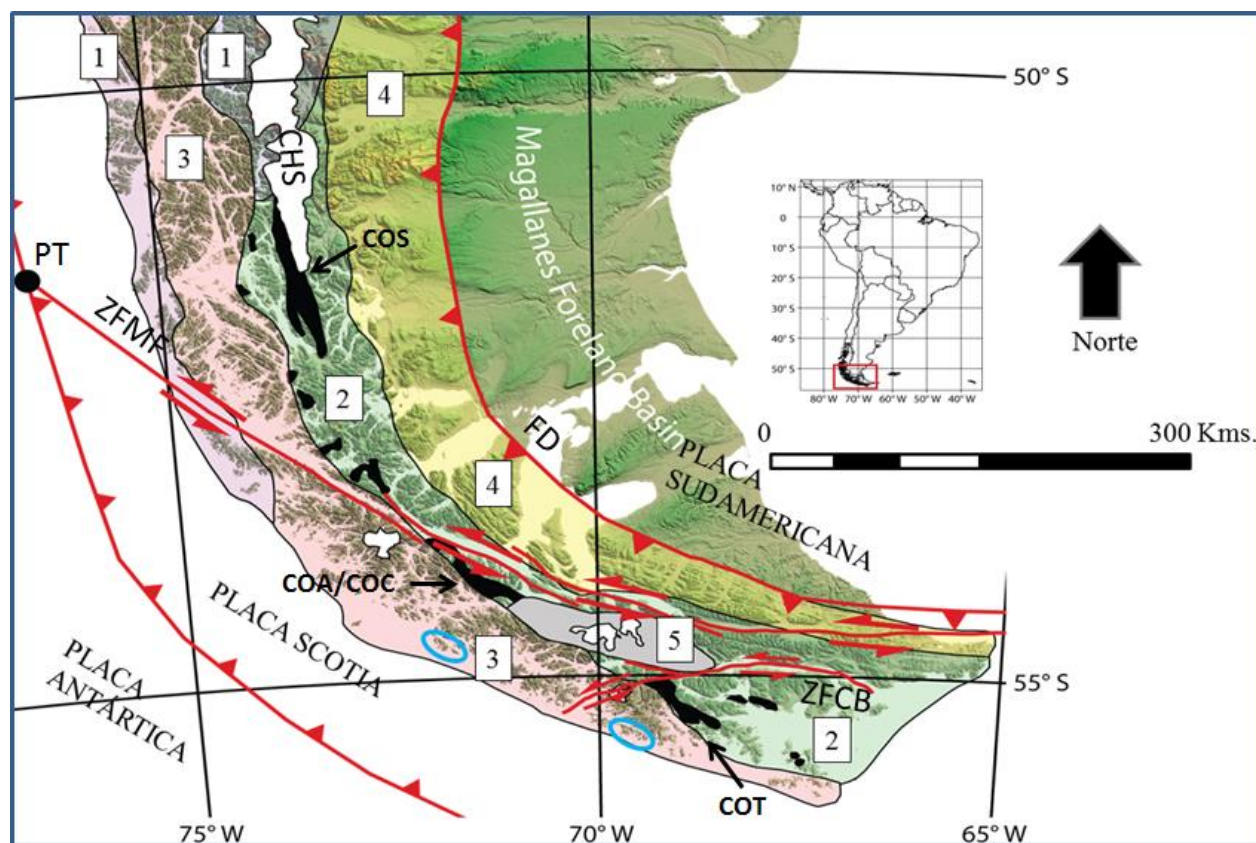 1
1
4
50° S
3
CHS
Magallanes Foreland Basin
10° N
0
10° S
20° S
30° S
40° S
50° S
80° W
70° W
60° W
50° W
40° W
Norte
COS
PT
ZFMF
2
0
300 Kms.
FD
PLACA
SUDAMERICANA
4
COA/COC
5
3
55° S
PLACA SCOTIA
PLACA
ANTÁRTICA
ZFCB
2
COT
75° W
70° W
65° W